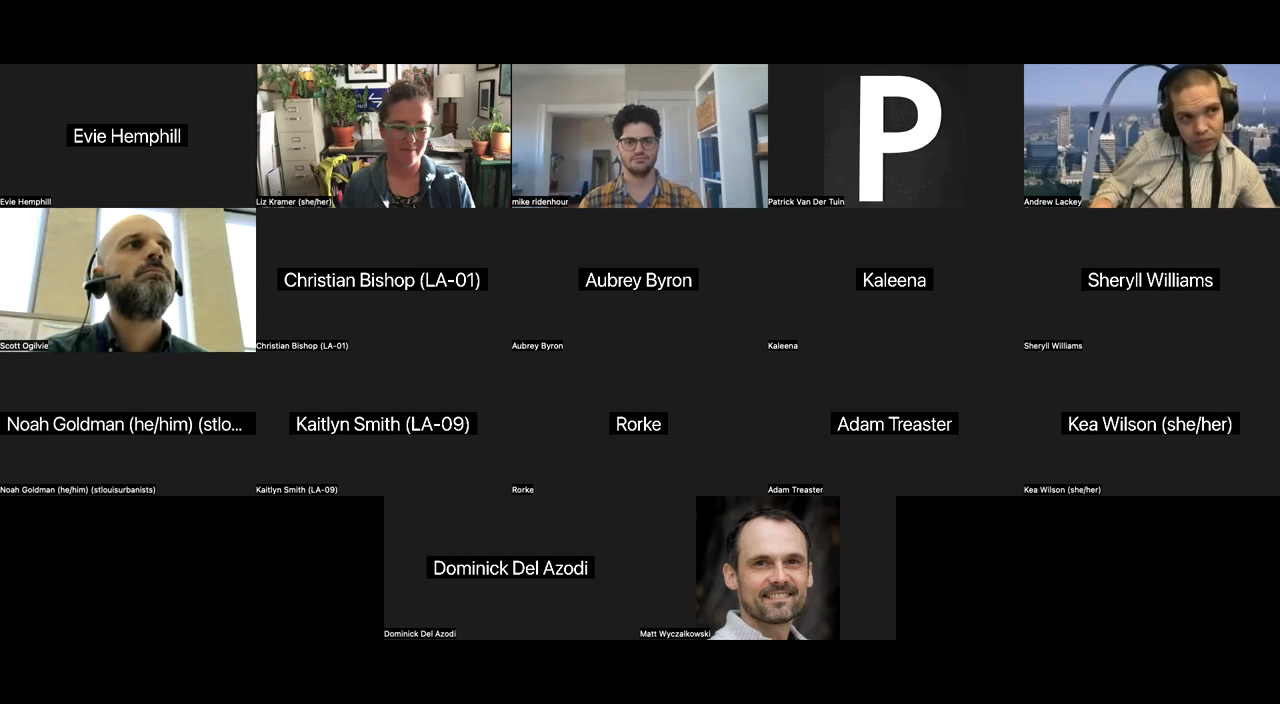 Evie Hemphill
Evie Hemphill
Liz Kramer (she/her)
mike ridenhour
P
Patrick Van Der Tuin
Andrew Lackey
Scott Ogilvie
Christian Bishop (LA-01)
Christian Bishop (LA-01)
Aubrey Byron
Aubrey Byron
Kaleena
Kaleena
Sheryll Williams
Sheryll Williams
Noah Goldman (he/him) (stlo...
Noah Goldman (he/him) (stlouisurbanists)
Kaitlyn Smith (LA-09)
Kaitlyn Smith (LA-09)
Rorke
Rorke
Adam Treaster
Adam Treaster
Kea Wilson (she/her)
Kea Wilson (she/her)
Dominick Del Azodi
Dominick Del Azodi
Matt Wyczalkowski